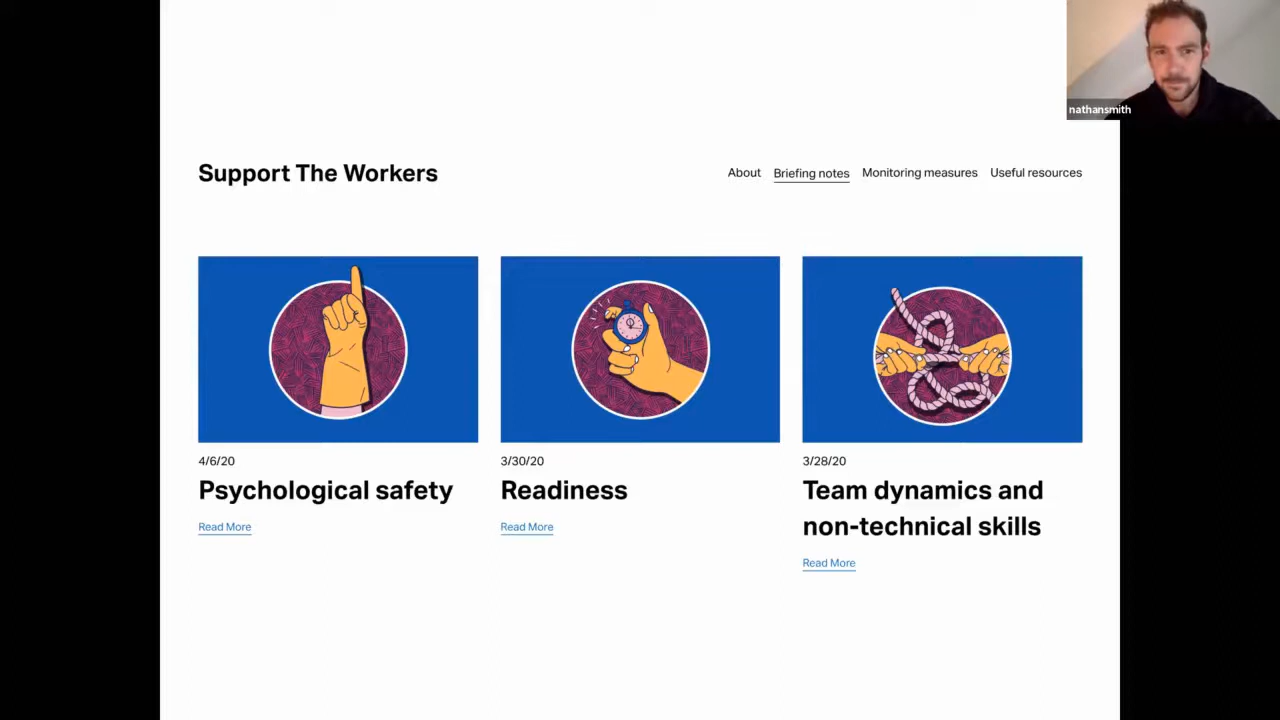 nathansmith
Support The Workers
About Briefing notes Monitoring measures Useful resources
4/6/20
Psychological safety
Read More
3/30/20
Readiness
Read More
3/28/20
Team dynamics and
non-technical skills
Read More